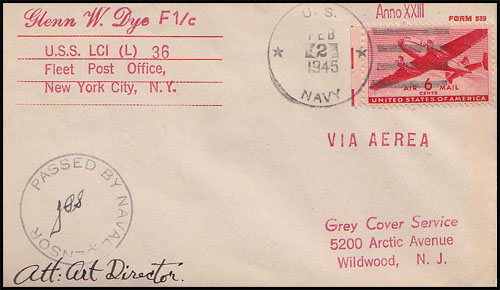 Glenn W. Dye F1/c
U.S.S. LCI (L) 36
Fleet Post Office,
New York City, N.Y.
U. S.
FEB
2
1945
NAVY
Anno XXIII
FORM 539
AIR 6 MAIL
CENTS
UNITED STATES OF AMERICA
VIA AEREA
PASSED BY NAVAL CENSOR
Grey Cover Service
5200 Arctic Avenue
Wildwood, N. J.
Att: Art Director.